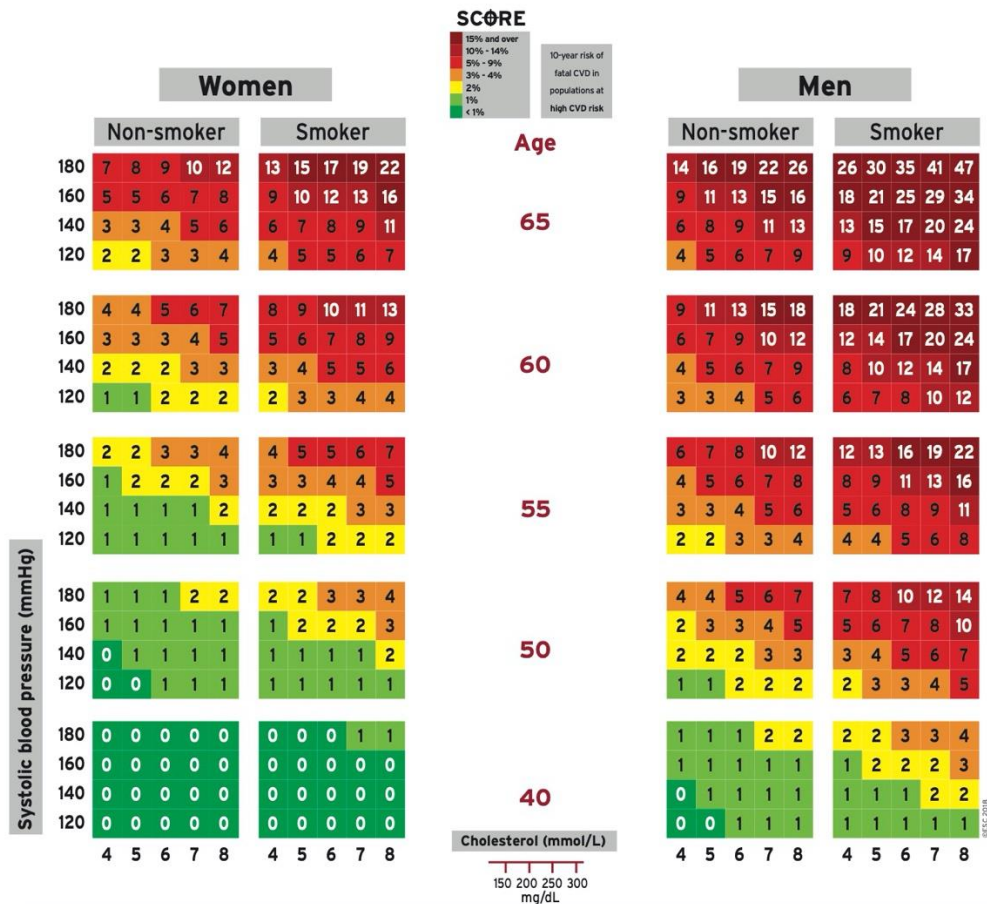 SCORE
15% and over
10% - 14%
5% - 9%
3% - 4%
2%
1%
< 1%
10-year risk of
fatal CVD in
populations at
high CVD risk
Women
Men
Non-smoker Smoker Age Non-smoker Smoker
180 7 8 9 10 12 13 15 17 19 22 14 16 19 22 26 26 30 35 41 47
160 5 5 6 7 8 9 10 12 13 16 9 11 13 15 16 18 21 25 29 34
65
140 3 3 4 5 6 6 7 8 9 11 6 8 9 11 13 13 15 17 20 24
120 2 2 3 3 4 4 5 5 6 7 4 5 6 7 9 9 10 12 14 17
180 4 4 5 6 7 8 9 10 11 13 9 11 13 15 18 18 21 24 28 33
160 3 3 3 4 5 5 6 7 8 9 6 7 9 10 12 12 14 17 20 24
60
140 2 2 2 3 3 3 4 5 5 6 4 5 6 7 9 8 10 12 14 17
120 1 1 2 2 2 2 3 3 4 4 3 3 4 5 6 6 7 8 10 12
180 2 2 3 3 4 4 5 5 6 7 6 7 8 10 12 12 13 16 19 22
160 1 2 2 2 3 3 3 4 4 5 4 5 6 7 8 8 9 11 13 16
55
140 1 1 1 1 2 2 2 2 3 3 3 3 4 5 6 5 6 8 9 11
120 1 1 1 1 1 1 1 2 2 2 2 2 3 3 4 4 4 5 6 8
180 1 1 1 2 2 2 2 3 3 4 4 4 5 6 7 7 8 10 12 14
160 1 1 1 1 1 1 2 2 2 3 2 3 3 4 5 5 6 7 8 10
50
140 0 1 1 1 1 1 1 1 1 2 2 2 2 3 3 3 4 5 6 7
120 0 0 1 1 1 1 1 1 1 1 1 1 2 2 2 2 3 3 4 5
180 0 0 0 0 0 0 0 0 1 1 1 1 1 2 2 2 2 3 3 4
160 0 0 0 0 0 0 0 0 0 0 1 1 1 1 1 1 2 2 2 3
140 0 0 0 0 0 0 0 0 0 0 0 1 1 1 1 1 1 1 2 2
40
120 0 0 0 0 0 0 0 0 0 0 0 0 1 1 1 1 1 1 1 1
4 5 6 7 8 4 5 6 7 8 4 5 6 7 8 4 5 6 7 8
Systolic blood pressure (mmHg)
Cholesterol (mmol/L)
150 200 250 300
mg/dL
©ESC 2018